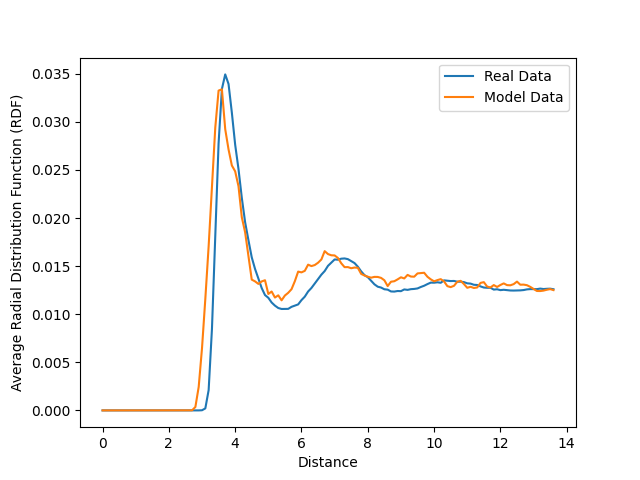 Real Data
Model Data
0.035
0.030
0.025
0.020
0.015
0.010
0.005
0.000
Average Radial Distribution Function (RDF)
0 2 4 6 8 10 12 14
Distance